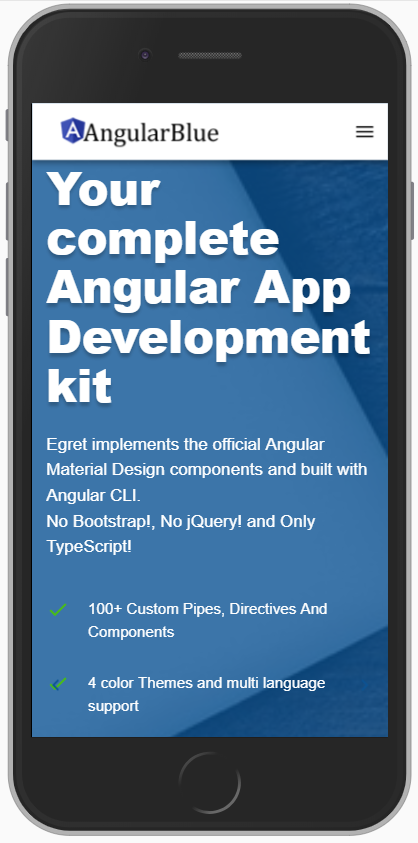 AngularBlue
Your
complete
Angular App
Development
kit
Egret implements the official Angular
Material Design components and built with
Angular CLI.
No Bootstrap!, No jQuery! and Only
TypeScript!
100+ Custom Pipes, Directives And
Components
4 color Themes and multi language
support